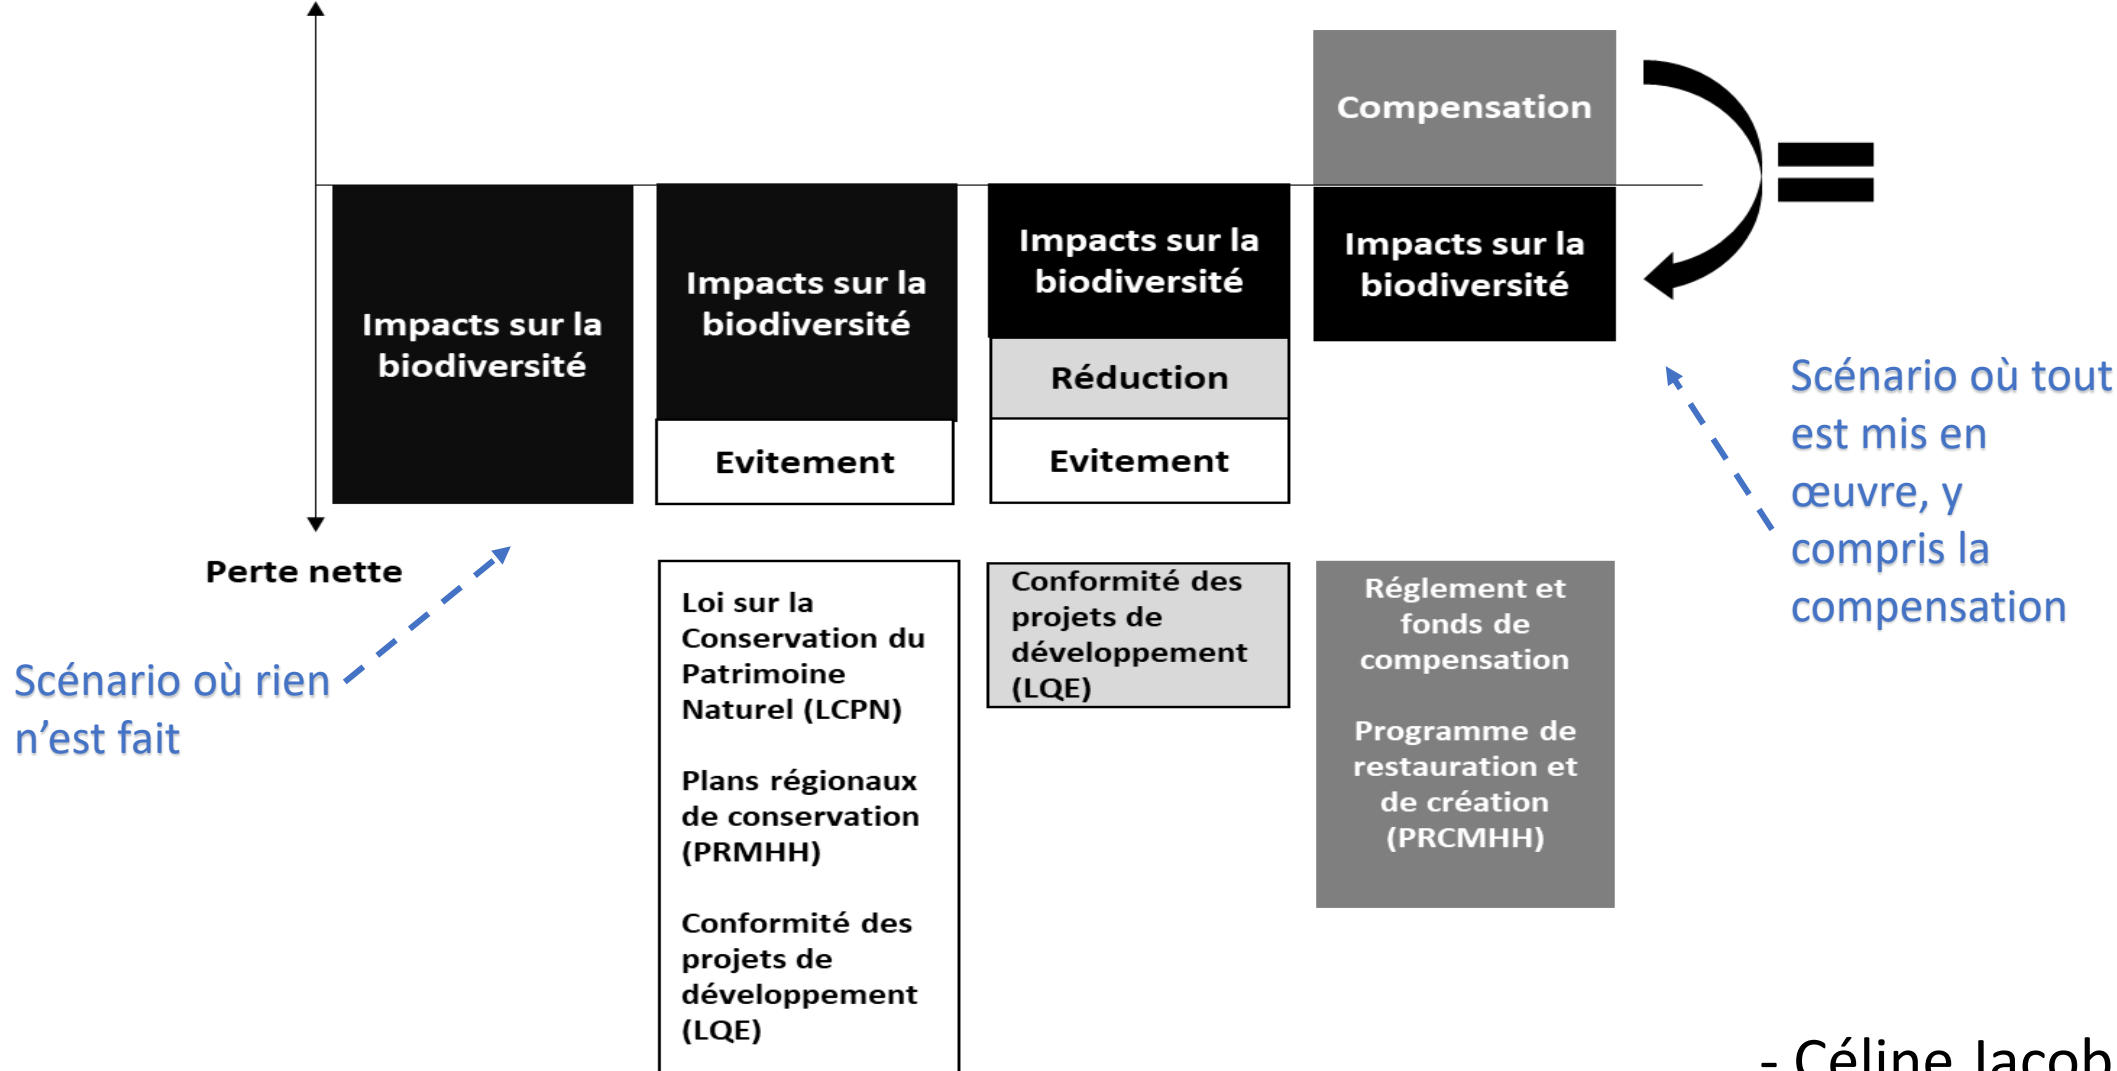 Compensation
Impacts sur la
biodiversité
Impacts sur la
biodiversité
Evitement
Impacts sur la
biodiversité
Réduction
Evitement
Impacts sur la
biodiversité
Perte nette
Scénario où rien
n’est fait
Scénario où tout
est mis en
œuvre, y
compris la
compensation
Loi sur la
Conservation du
Patrimoine
Naturel (LCPN)
Plans régionaux
de conservation
(PRMHH)
Conformité des
projets de
développement
(LQE)
Conformité des
projets de
développement
(LQE)
Réglement et
fonds de
compensation
Programme de
restauration et
de création
(PRCMHH)
- Céline Jacob